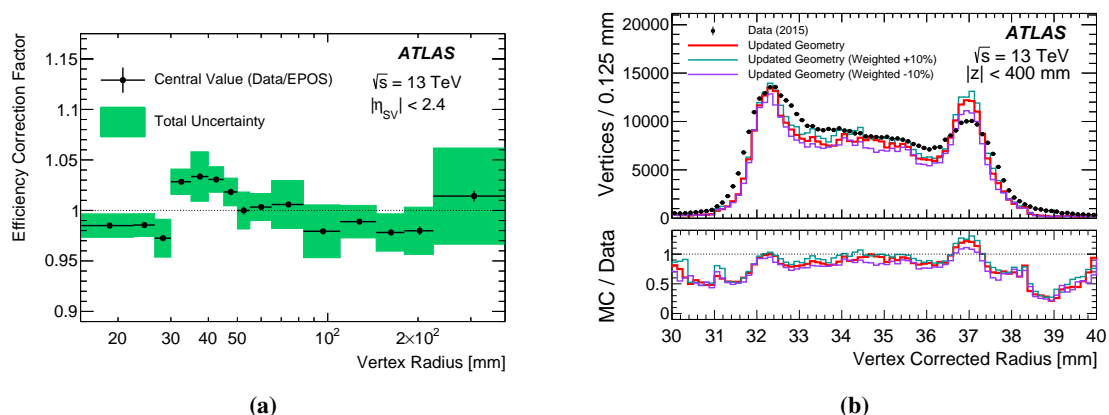 Efficiency Correction Factor
1.15
1.1
1.05
1
0.95
0.9
ATLAS
Central Value (Data/EPOS)
√s = 13 TeV
|η_SV| < 2.4
Total Uncertainty
20 30 40 50 10² 2×10²
Vertex Radius [mm]
(a)
Vertices / 0.125 mm
20000
15000
10000
5000
0
Data (2015)
Updated Geometry
Updated Geometry (Weighted +10%)
Updated Geometry (Weighted -10%)
ATLAS
√s = 13 TeV
|z| < 400 mm
MC / Data
1
0.5
0
30 31 32 33 34 35 36 37 38 39 40
Vertex Corrected Radius [mm]
(b)